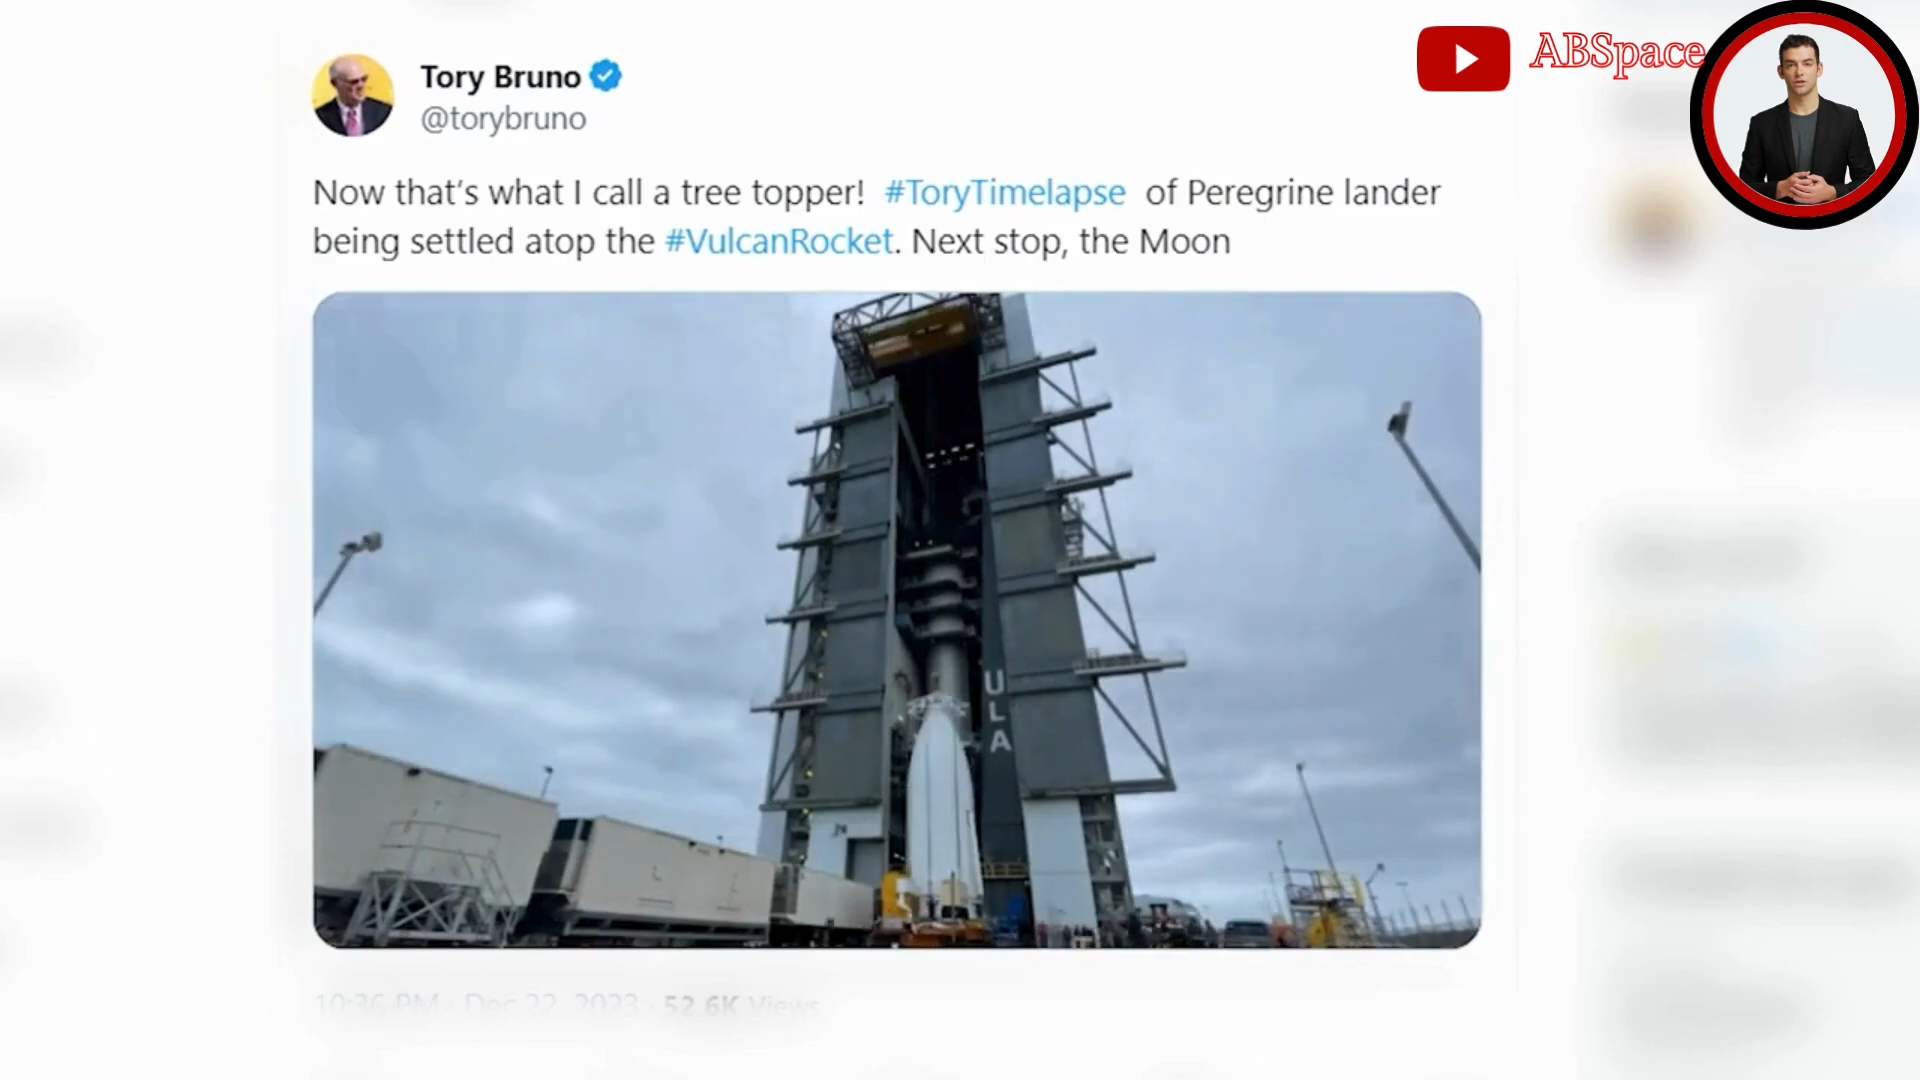 ABSpace
Tory Bruno
@torybruno
Now that's what I call a tree topper! #ToryTimelapse of Peregrine lander
being settled atop the #VulcanRocket. Next stop, the Moon
U
L
A
10:36 PM · Dec 22, 2023 · 52.6K Views